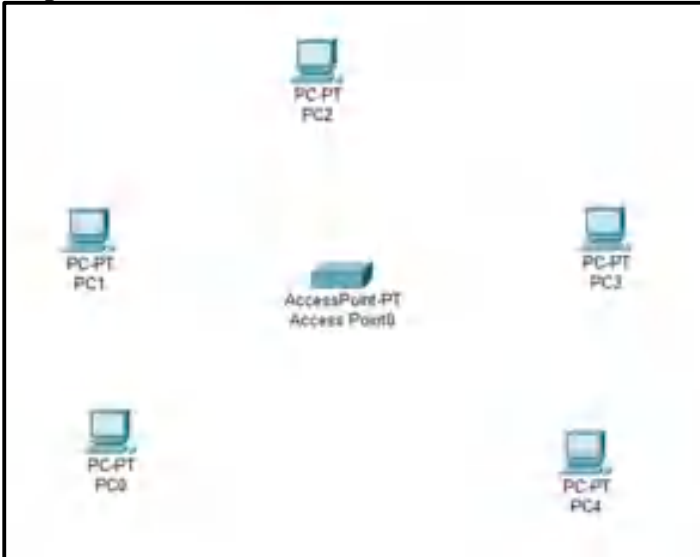 PC-PT
PC2
PC-PT
PC1
PC-PT
PC3
AccessPoint-PT
Access Point0
PC-PT
PC0
PC-PT
PC4